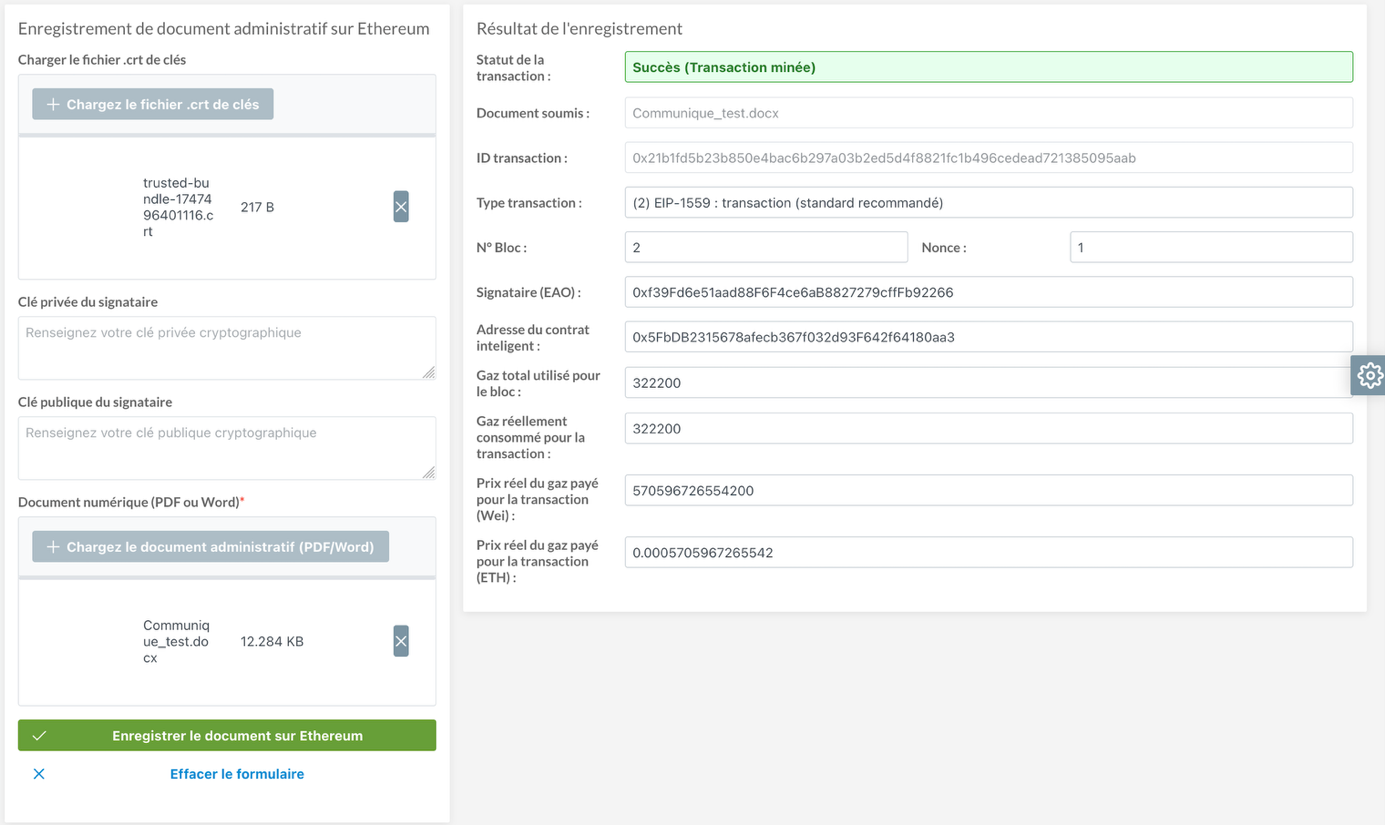 Enregistrement de document administratif sur Ethereum
Charger le fichier .crt de clés
Chargez le fichier .crt de clés
trusted-bu
ndle-17474
96401116.c
rt
217 B
Clé privée du signataire
Renseignez votre clé privée cryptographique
Clé publique du signataire
Renseignez votre clé publique cryptographique
Document numérique (PDF ou Word)*
Chargez le document administratif (PDF/Word)
Communiq
ue_test.do
cx
12.284 KB
Enregistrer le document sur Ethereum
Effacer le formulaire
Résultat de l'enregistrement
Statut de la
transaction :
Succès (Transaction minée)
Document soumis :
Communique_test.docx
ID transaction :
0x21b1fd5b23b850e4bac6b297a03b2ed5d4f8821fc1b496cedead721385095aab
Type transaction :
(2) EIP-1559 : transaction (standard recommandé)
N° Bloc :
2
Nonce :
1
Signataire (EAO) :
0xf39Fd6e51aad88F6F4ce6aB8827279cffFb92266
Adresse du contrat
inteligent :
0x5FbDB2315678afecb367f032d93F642f64180aa3
Gaz total utilisé pour
le bloc :
322200
Gaz réellement
consommé pour la
transaction :
322200
Prix réel du gaz payé
pour la transaction
(Wei) :
570596726554200
Prix réel du gaz payé
pour la transaction
(ETH) :
0.0005705967265542